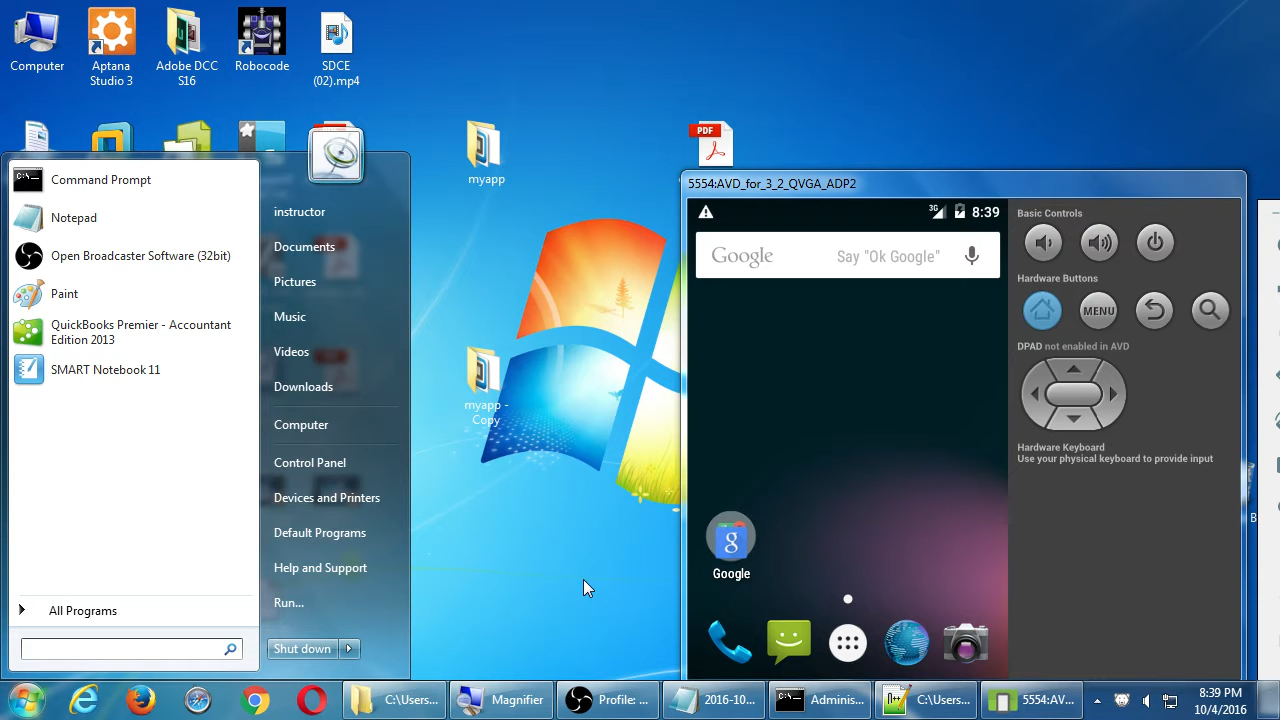 Computer
Aptana
Studio 3
Adobe DCC
S16
Robocode
SDCE
(02).mp4
PDF
myapp
myapp -
Copy
Command Prompt
Notepad
Open Broadcaster Software (32bit)
Paint
QuickBooks Premier - Accountant
Edition 2013
SMART Notebook 11
All Programs
instructor
Documents
Pictures
Music
Videos
Downloads
Computer
Control Panel
Devices and Printers
Default Programs
Help and Support
Run...
Shut down
5554:AVD_for_3_2_QVGA_ADP2
3G
8:39
Google
Say "Ok Google"
Google
Basic Controls
Hardware Buttons
MENU
DPAD not enabled in AVD
Hardware Keyboard
Use your physical keyboard to provide input
C:\Users...
Magnifier
Profile: ...
2016-10...
Adminis...
C:\Users...
5554:AV...
8:39 PM
10/4/2016